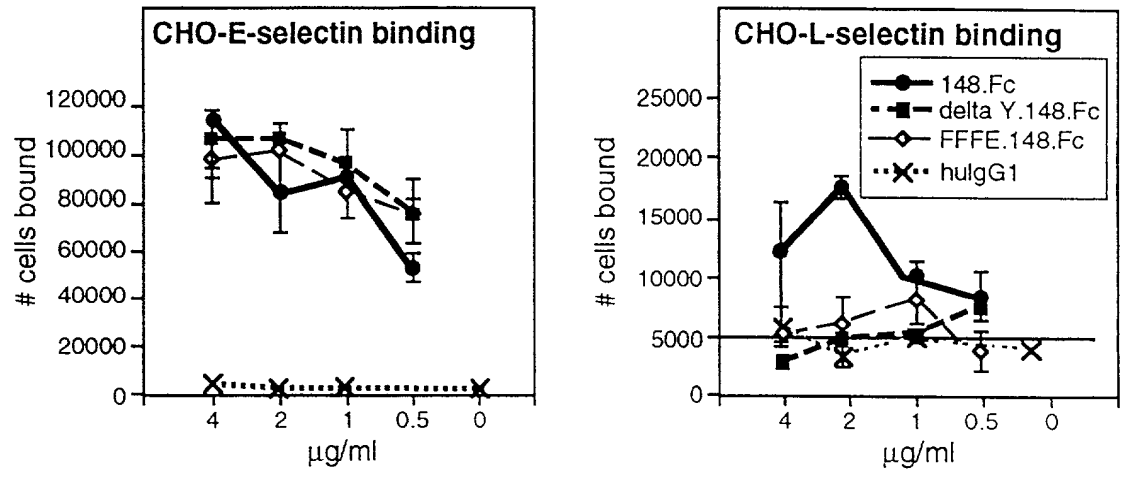 CHO-E-selectin binding
# cells bound
120000
100000
80000
60000
40000
20000
0
4 2 1 0.5 0
µg/ml
CHO-L-selectin binding
148.Fc
delta Y.148.Fc
FFFE.148.Fc
huIgG1
# cells bound
25000
20000
15000
10000
5000
0
4 2 1 0.5 0
µg/ml